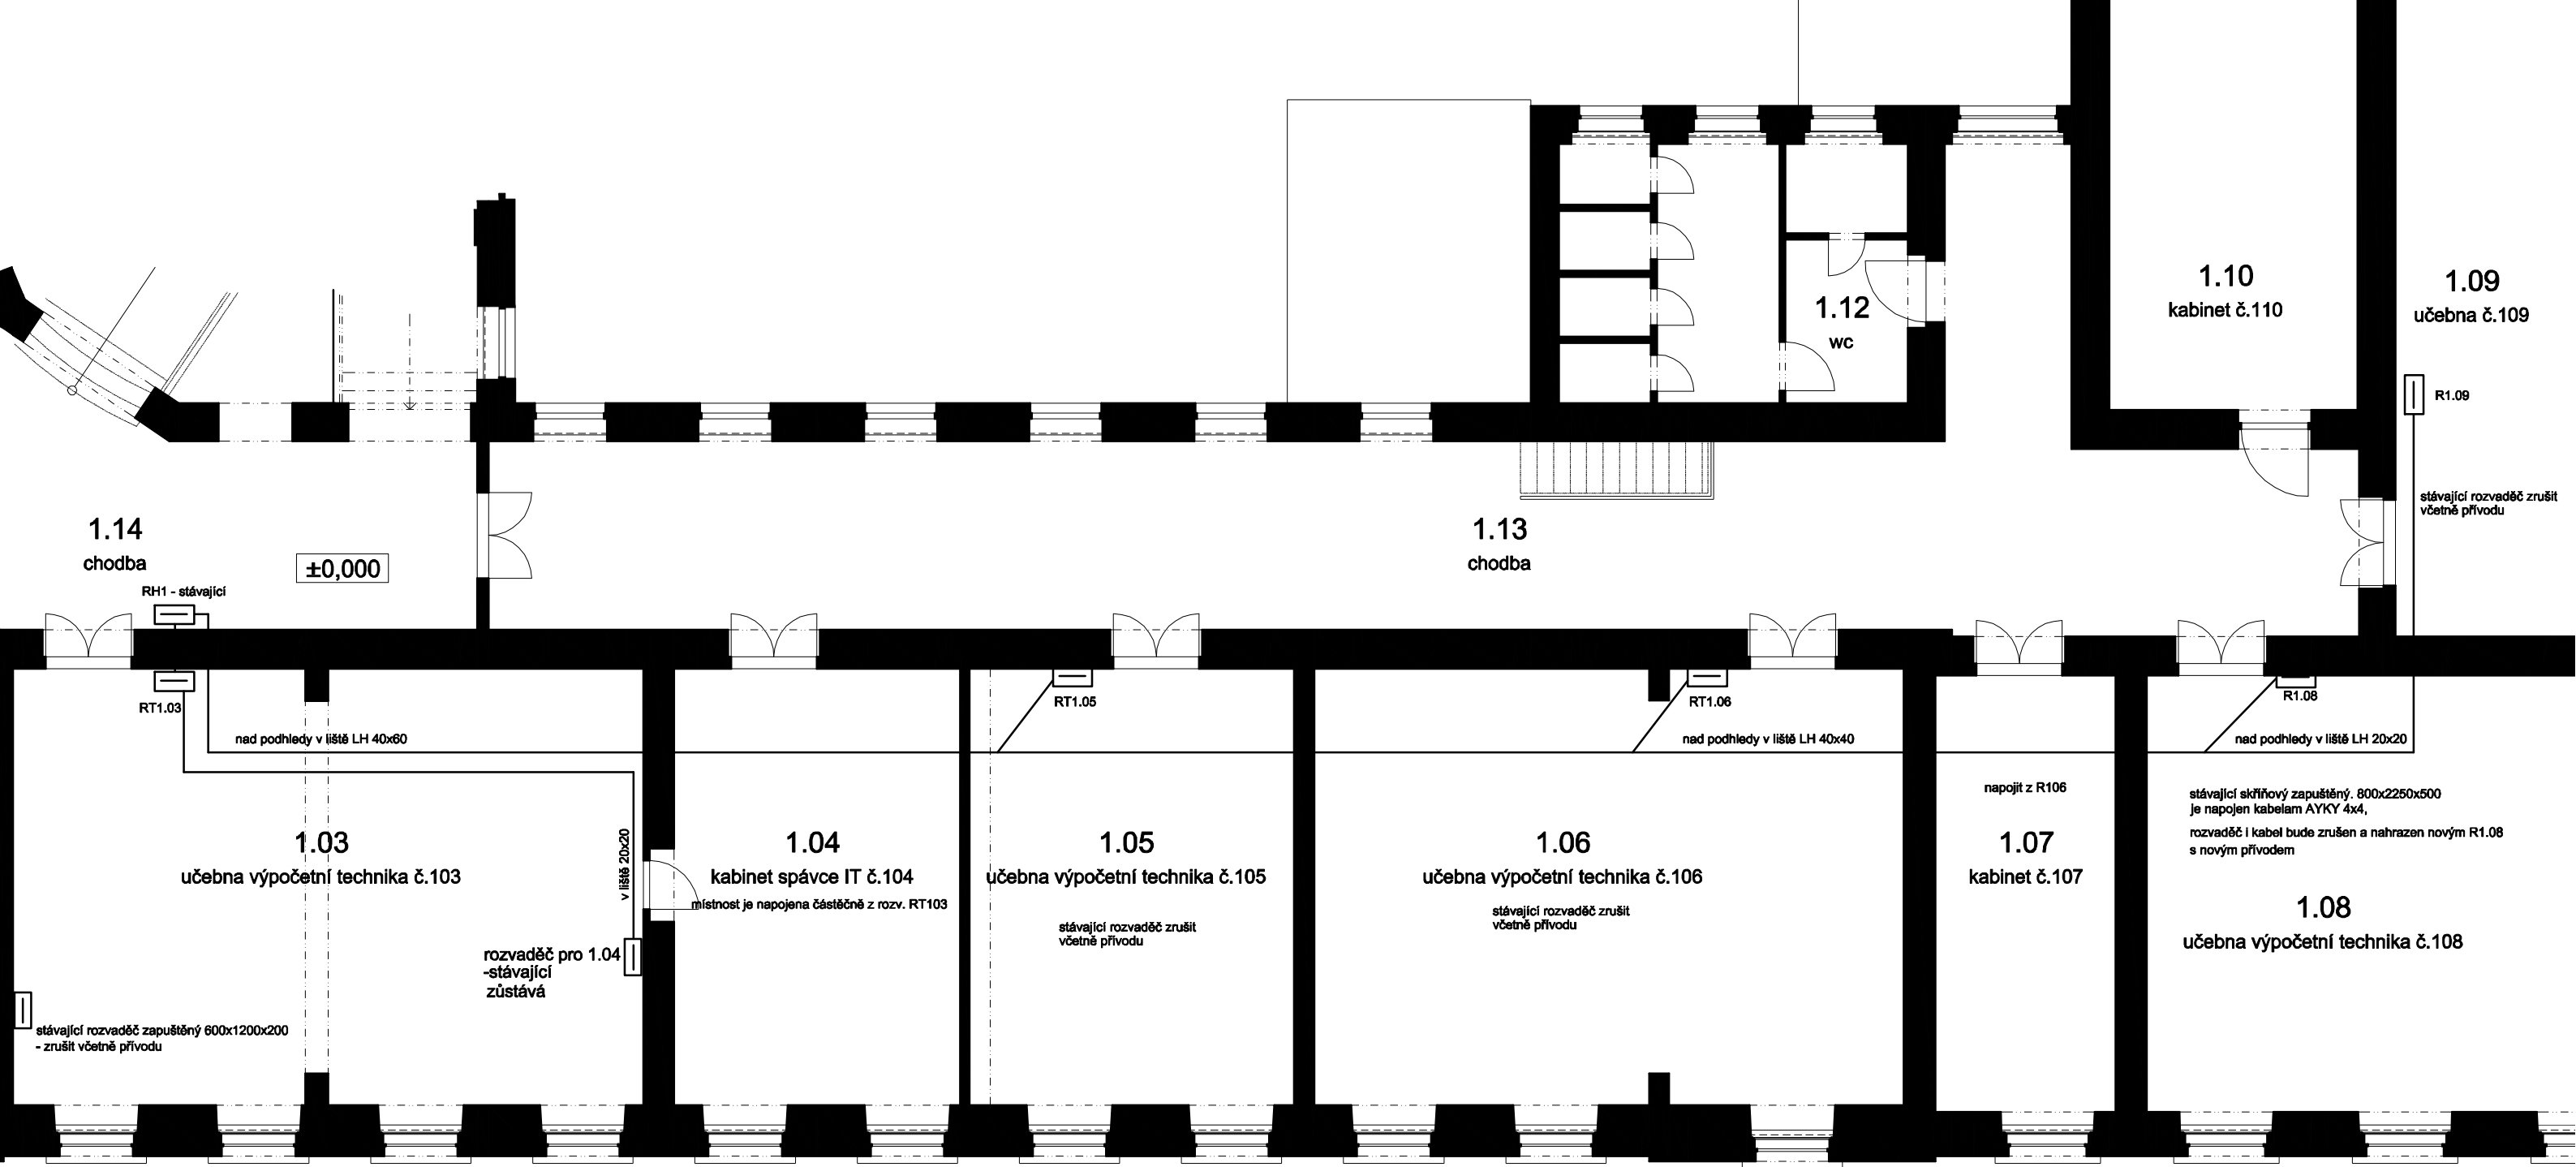 1.10
kabinet č.110
1.09
učebna č.109
1.12
wc
R1.09
stávající rozvaděč zrušit
včetně přívodu
1.14
chodba
±0,000
1.13
chodba
RH1 - stávající
RT1.03
RT1.05
RT1.06
R1.08
nad podhledy v liště LH 40x60
nad podhledy v liště LH 40x40
nad podhledy v liště LH 20x20
napojit z R106
stávající skříňový zapuštěný. 800x2250x500
je napojen kabelam AYKY 4x4,
rozvaděč i kabel bude zrušen a nahrazen novým R1.08
s novým přívodem
v liště 20x20
1.03
učebna výpočetní technika č.103
1.04
kabinet spávce IT č.104
místnost je napojena částěčně z rozv. RT103
1.05
učebna výpočetní technika č.105
stávající rozvaděč zrušit
včetně přívodu
1.06
učebna výpočetní technika č.106
stávající rozvaděč zrušit
včetně přívodu
1.07
kabinet č.107
1.08
učebna výpočetní technika č.108
rozvaděč pro 1.04
-stávající
zůstává
stávající rozvaděč zapuštěný 600x1200x200
- zrušit včetně přívodu